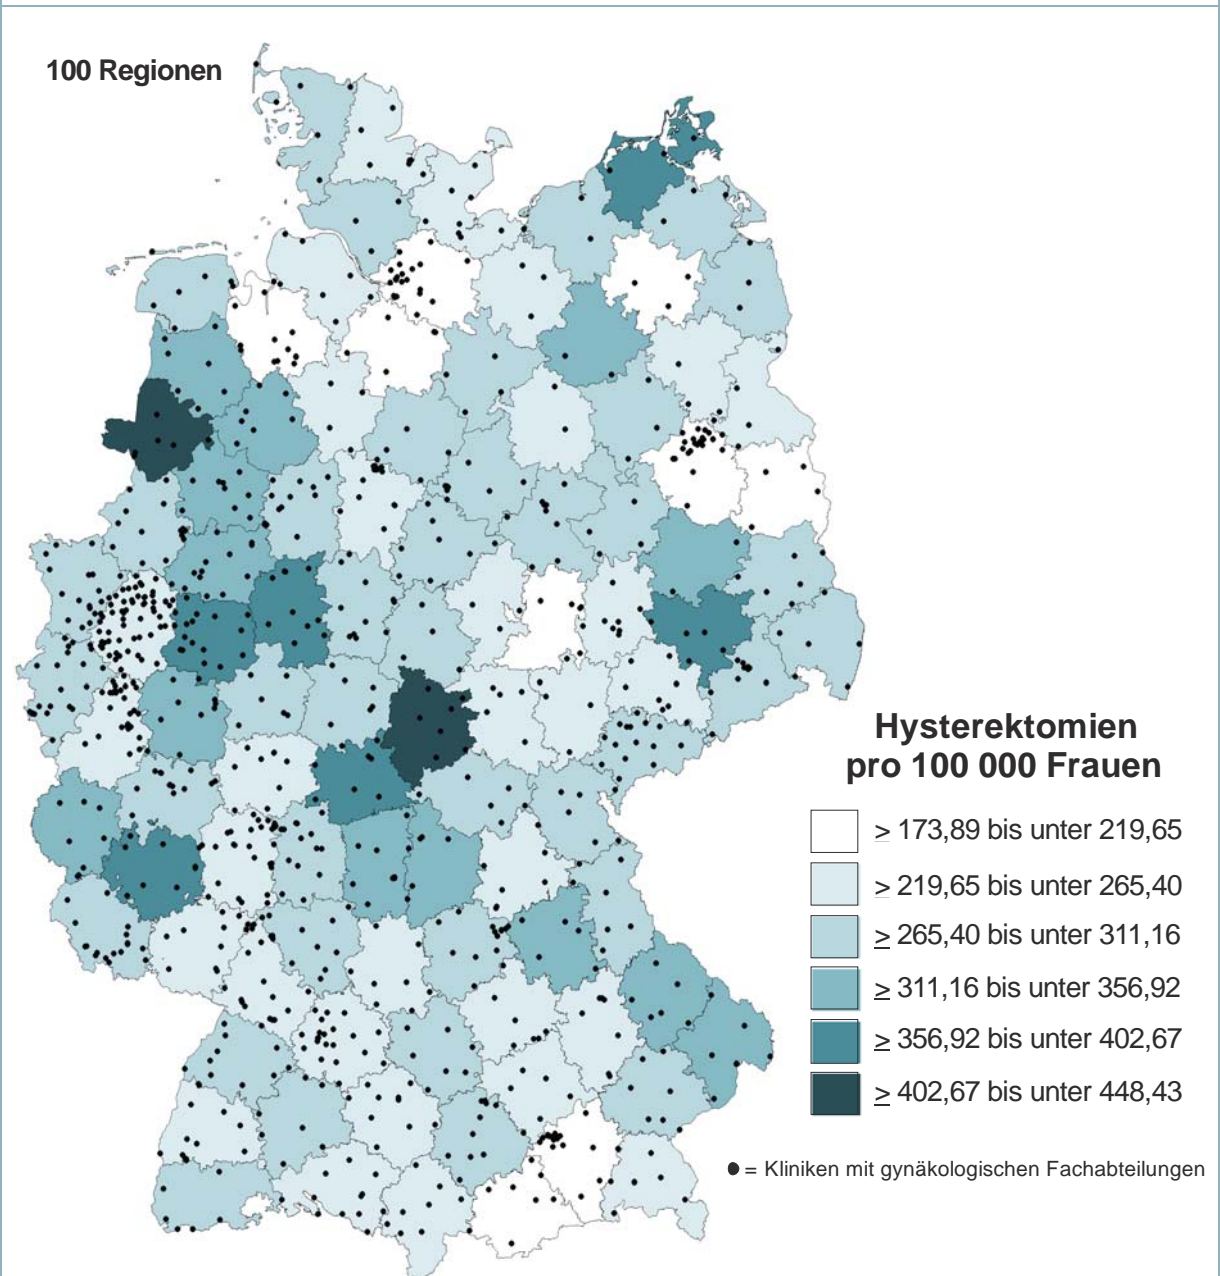 100 Regionen
Hysterektomien
pro 100 000 Frauen
≥ 173,89 bis unter 219,65
≥ 219,65 bis unter 265,40
≥ 265,40 bis unter 311,16
≥ 311,16 bis unter 356,92
≥ 356,92 bis unter 402,67
≥ 402,67 bis unter 448,43
● = Kliniken mit gynäkologischen Fachabteilungen